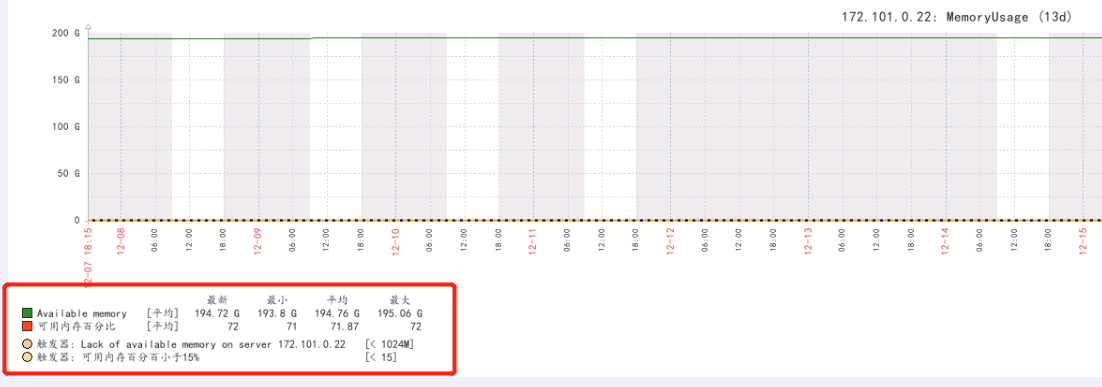 172.101.0.22: MemoryUsage (13d)
200 G
150 G
100 G
50 G
0
12-07 18:15 12-08 06:00 12:00 18:00 12-09 06:00 12:00 18:00 12-10 06:00 12:00 18:00 12-11 06:00 12:00 18:00 12-12 06:00 12:00 18:00 12-13 06:00 12:00 18:00 12-14 06:00 12:00 18:00 12-15
最新 最小 平均 最大
Available memory [平均] 194.72 G 193.8 G 194.76 G 195.06 G
可用内存百分比 [平均] 72 71 71.87 72
触发器: Lack of available memory on server 172.101.0.22 [< 1024M]
触发器: 可用内存百分百小于15% [< 15]